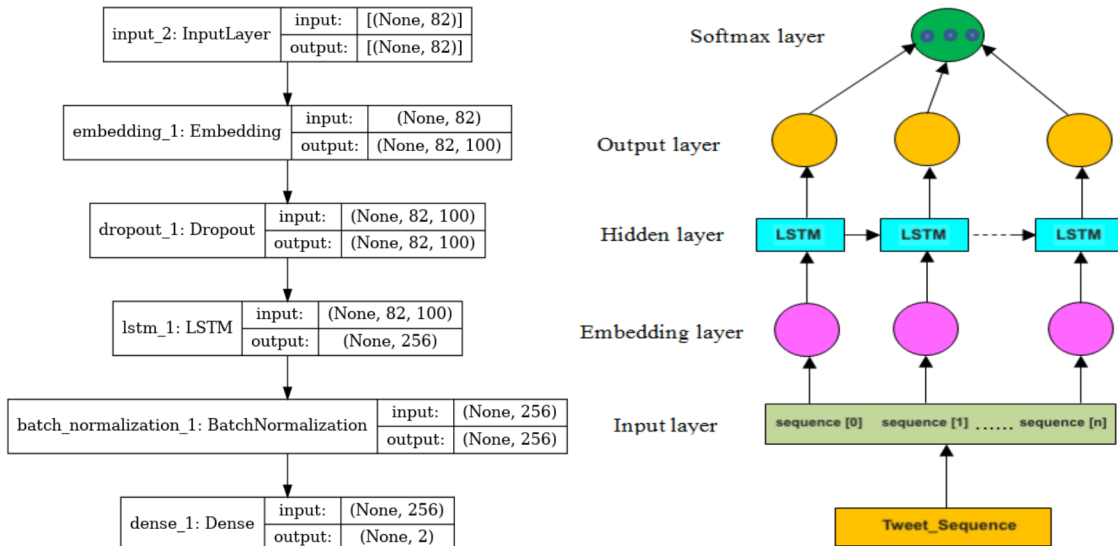 input_2: InputLayer
input: [(None, 82)]
output: [(None, 82)]
embedding_1: Embedding
input: (None, 82)
output: (None, 82, 100)
dropout_1: Dropout
input: (None, 82, 100)
output: (None, 82, 100)
lstm_1: LSTM
input: (None, 82, 100)
output: (None, 256)
batch_normalization_1: BatchNormalization
input: (None, 256)
output: (None, 256)
dense_1: Dense
input: (None, 256)
output: (None, 2)
Softmax layer
Output layer
Hidden layer
LSTM LSTM LSTM
Embedding layer
Input layer
sequence [0] sequence [1] ...... sequence [n]
Tweet_Sequence